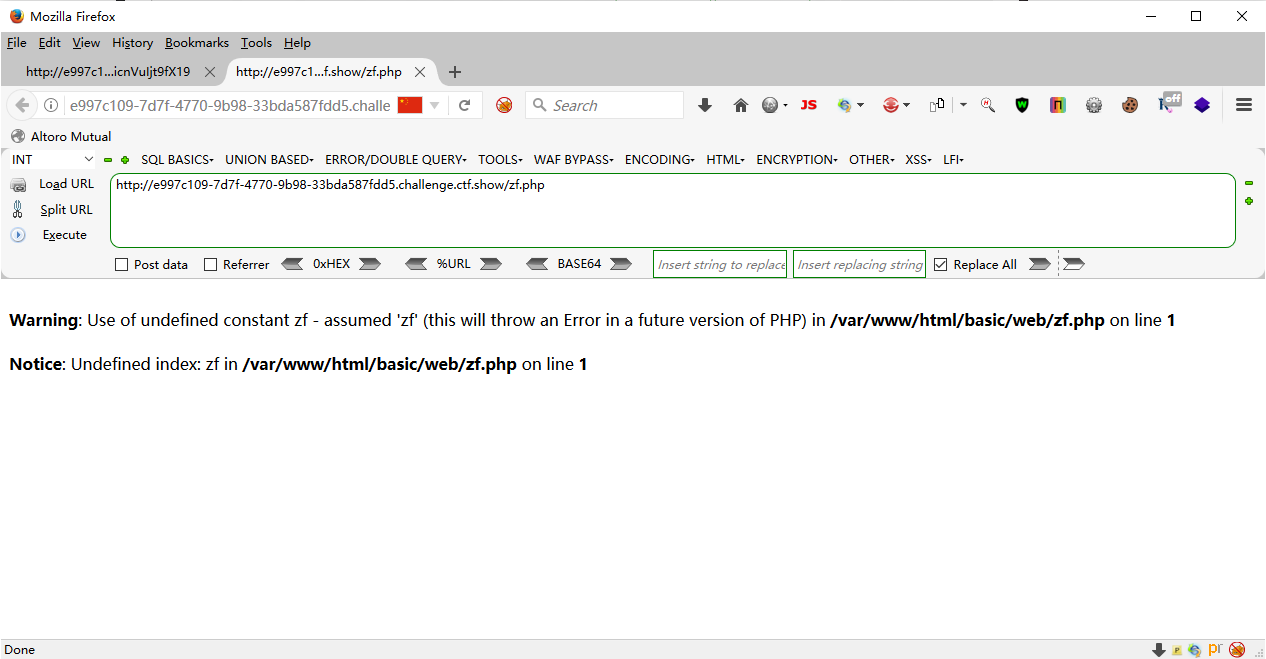 Mozilla Firefox
File Edit View History Bookmarks Tools Help
http://e997c1...icnVuIjt9fX19 http://e997c1...f.show/zf.php
e997c109-7d7f-4770-9b98-33bda587fdd5.challe Search JS off
Altoro Mutual
INT SQL BASICS UNION BASED ERROR/DOUBLE QUERY TOOLS WAF BYPASS ENCODING HTML ENCRYPTION OTHER XSS LFI
Load URL http://e997c109-7d7f-4770-9b98-33bda587fdd5.challenge.ctf.show/zf.php
Split URL
Execute
Post data Referrer 0xHEX %URL BASE64 Insert string to replace Insert replacing string Replace All
Warning: Use of undefined constant zf - assumed 'zf' (this will throw an Error in a future version of PHP) in /var/www/html/basic/web/zf.php on line 1
Notice: Undefined index: zf in /var/www/html/basic/web/zf.php on line 1
Done pr